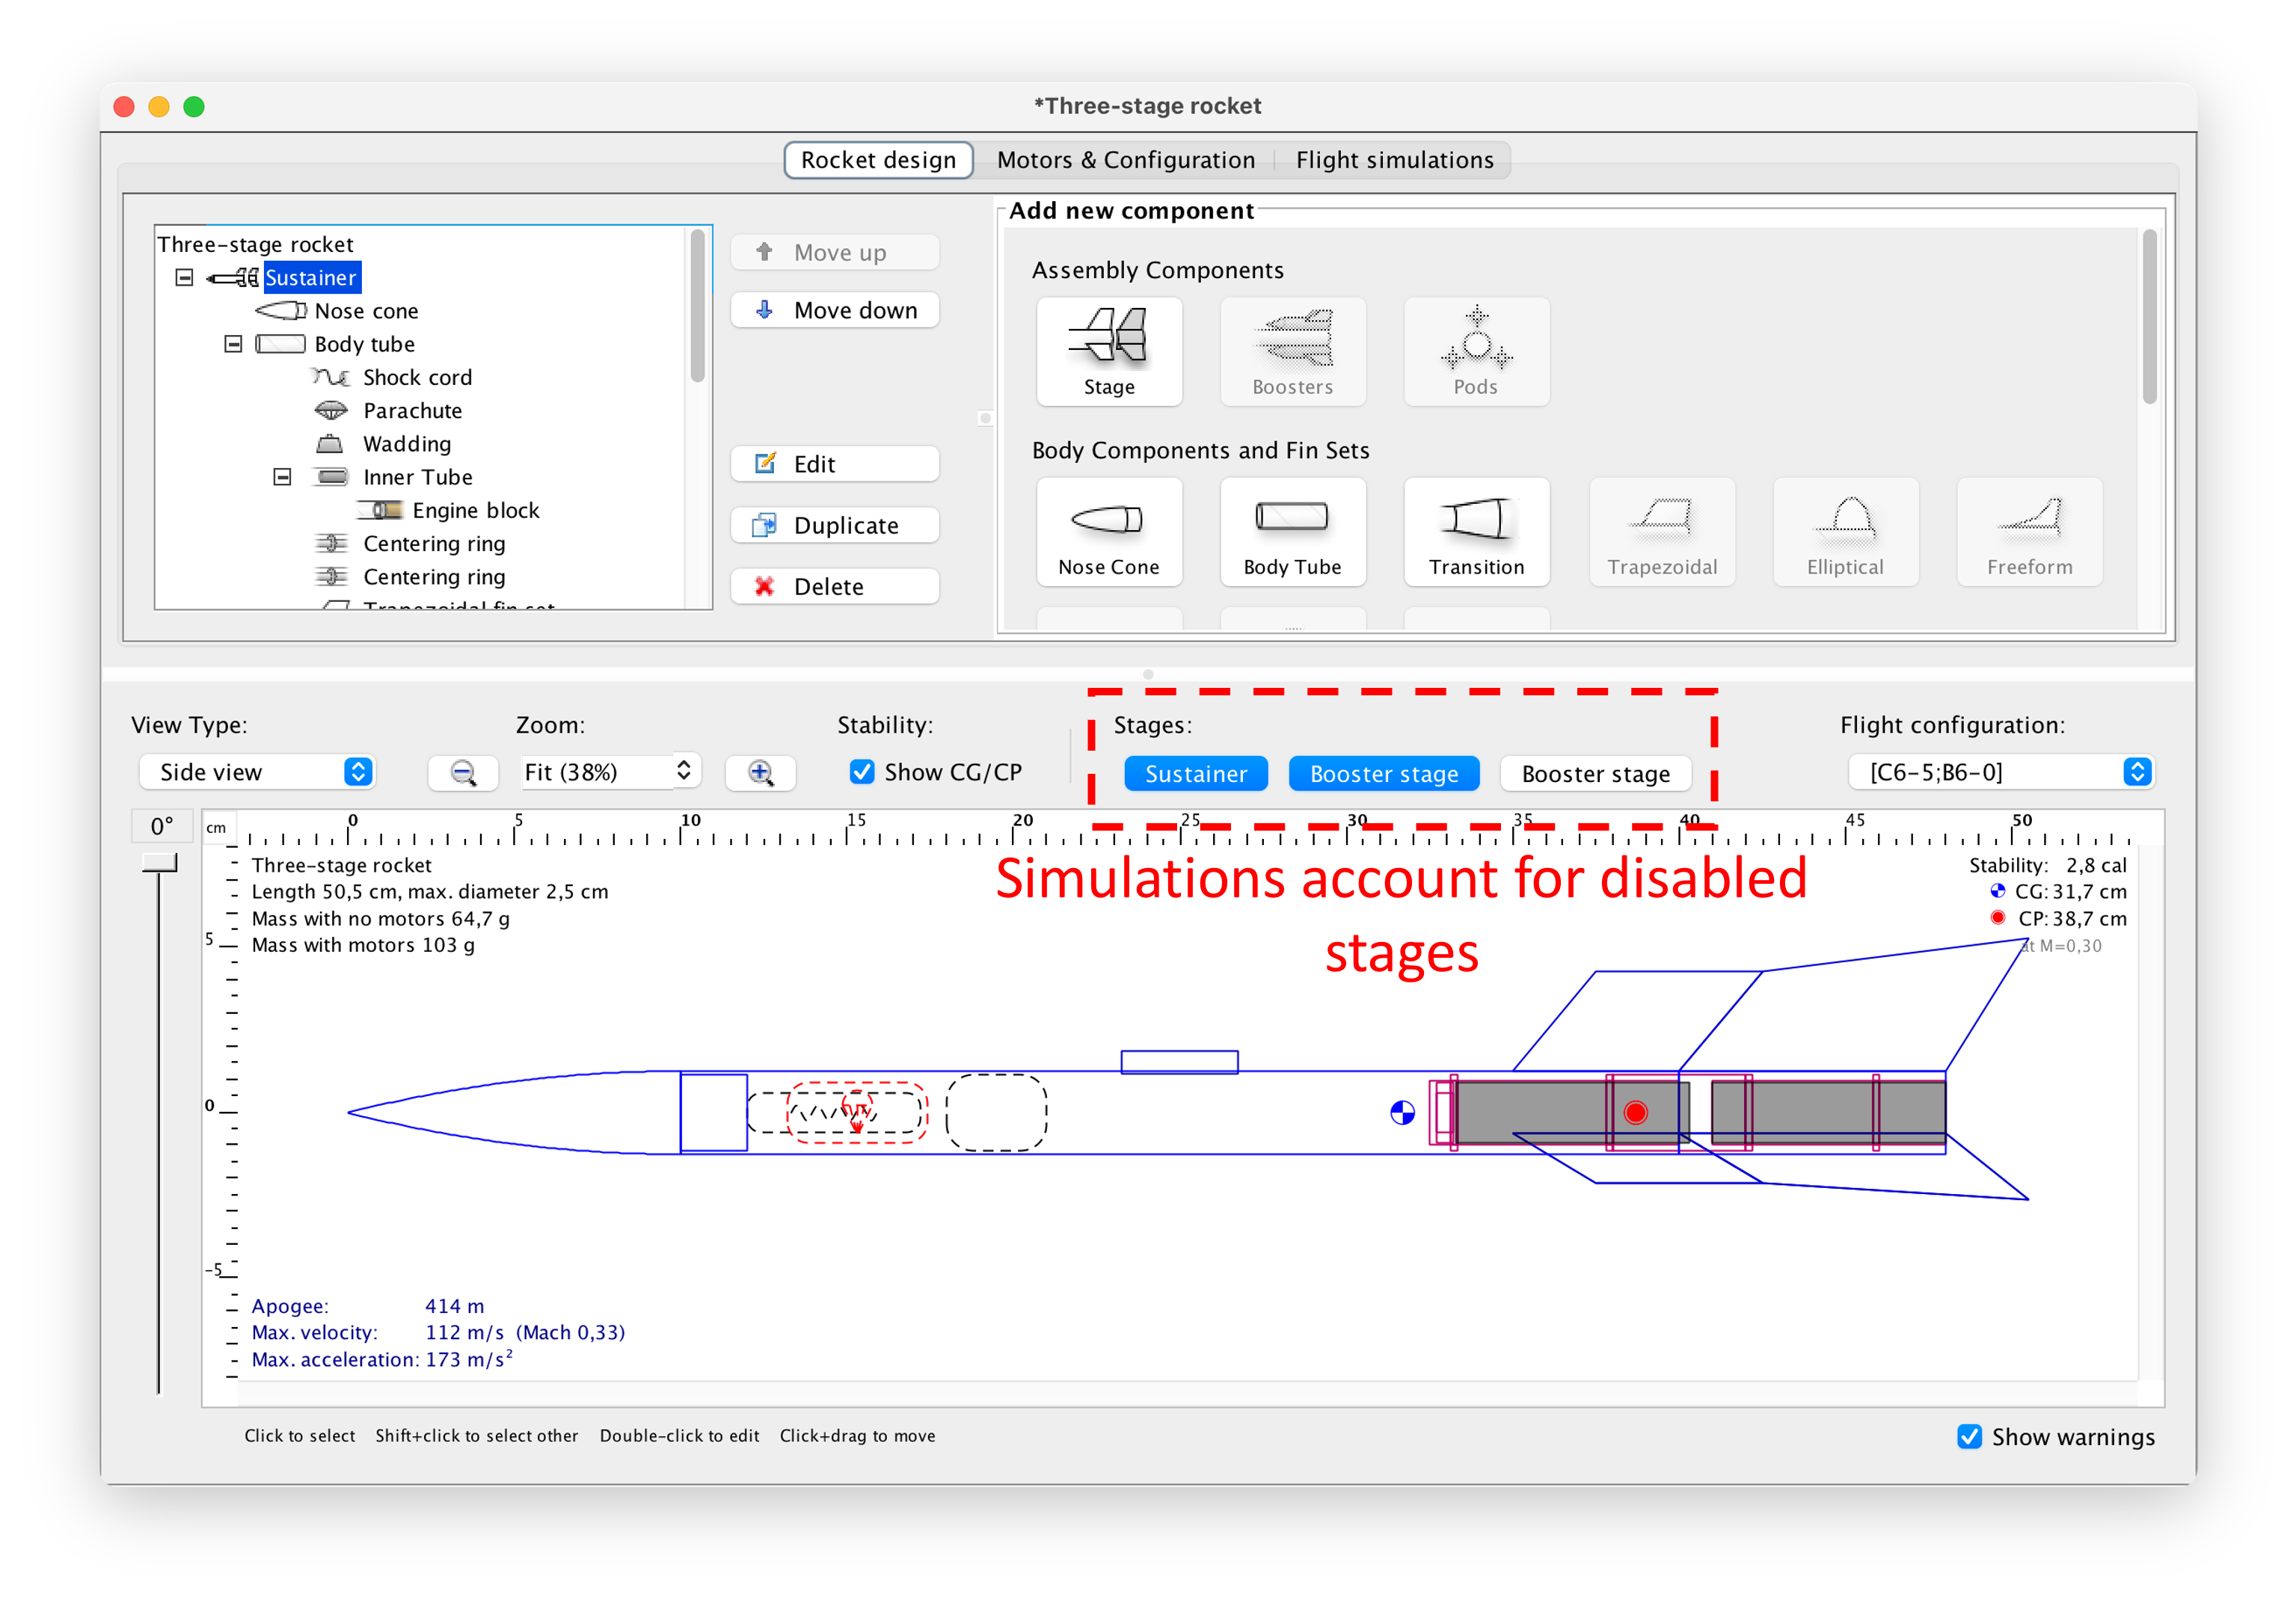 *Three-stage rocket
Rocket design
Motors & Configuration
Flight simulations
Three-stage rocket
Sustainer
Nose cone
Body tube
Shock cord
Parachute
Wadding
Inner Tube
Engine block
Centering ring
Centering ring
Trapezoidal fin set
Move up
Move down
Edit
Duplicate
Delete
Add new component
Assembly Components
Stage
Boosters
Pods
Body Components and Fin Sets
Nose Cone
Body Tube
Transition
Trapezoidal
Elliptical
Freeform
View Type:
Side view
Zoom:
Fit (38%)
Stability:
Show CG/CP
Stages:
Sustainer
Booster stage
Booster stage
Flight configuration:
[C6-5;B6-0]
0°
cm
0 5 10 15 20 25 30 35 40 45 50
5
0
-5
Three-stage rocket
Length 50,5 cm, max. diameter 2,5 cm
Mass with no motors 64,7 g
Mass with motors 103 g
Simulations account for disabled
stages
Stability: 2,8 cal
CG: 31,7 cm
CP: 38,7 cm
at M=0,30
Apogee: 414 m
Max. velocity: 112 m/s (Mach 0,33)
Max. acceleration: 173 m/s²
Click to select Shift+click to select other Double-click to edit Click+drag to move
Show warnings